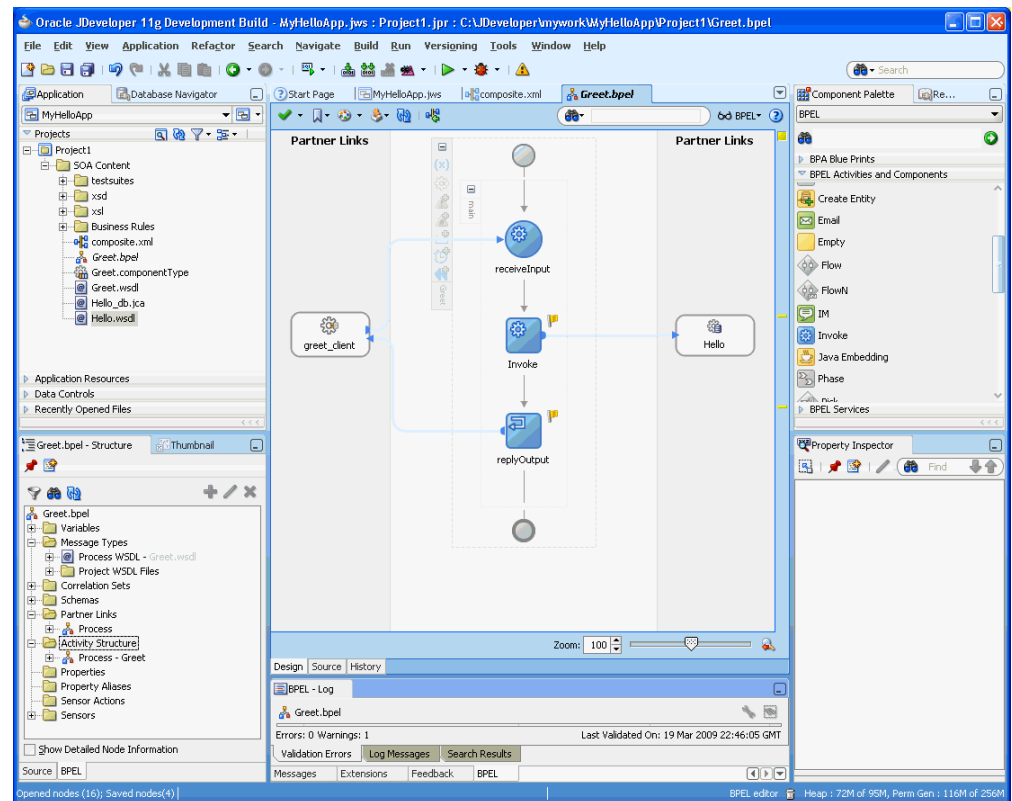 Oracle JDeveloper 11g Development Build - MyHelloApp.jws : Project1.jpr : C:\JDeveloper\mywork\MyHelloApp\Project1\Greet.bpel
File Edit View Application Refactor Search Navigate Build Run Versioning Tools Window Help
Search
Application Database Navigator
MyHelloApp
Projects
Project1
SOA Content
testsuites
xsd
xsl
Business Rules
composite.xml
Greet.bpel
Greet.componentType
Greet.wsdl
Hello_db.jca
Hello.wsdl
Application Resources
Data Controls
Recently Opened Files
Greet.bpel - Structure Thumbnail
Greet.bpel
Variables
Message Types
Process WSDL - Greet.wsdl
Project WSDL Files
Correlation Sets
Schemas
Partner Links
Process
Activity Structure
Process - Greet
Properties
Property Aliases
Sensor Actions
Sensors
Show Detailed Node Information
Source BPEL
Start Page MyHelloApp.jws composite.xml Greet.bpel
BPEL
Partner Links Partner Links
main
Greet
receiveInput
greet_client
Invoke
Hello
replyOutput
Zoom: 100
Design Source History
BPEL - Log
Greet.bpel
Errors: 0 Warnings: 1 Last Validated On: 19 Mar 2009 22:46:05 GMT
Validation Errors Log Messages Search Results
Messages Extensions Feedback BPEL
Component Palette Re...
BPEL
BPA Blue Prints
BPEL Activities and Components
Create Entity
Email
Empty
Flow
FlowN
IM
Invoke
Java Embedding
Phase
BPEL Services
Property Inspector
Find
Opened nodes (16); Saved nodes(4) BPEL editor Heap : 72M of 95M, Perm Gen : 116M of 256M